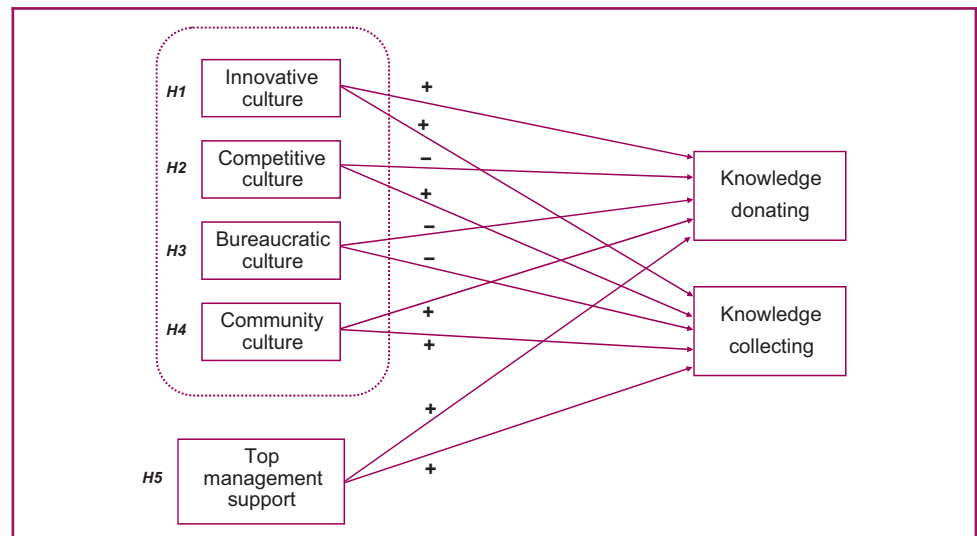 H1
Innovative
culture
+
+
H2
Competitive
culture
–
+
H3
Bureaucratic
culture
–
–
H4
Community
culture
+
+
H5
Top
management
support
+
+
Knowledge
donating
Knowledge
collecting